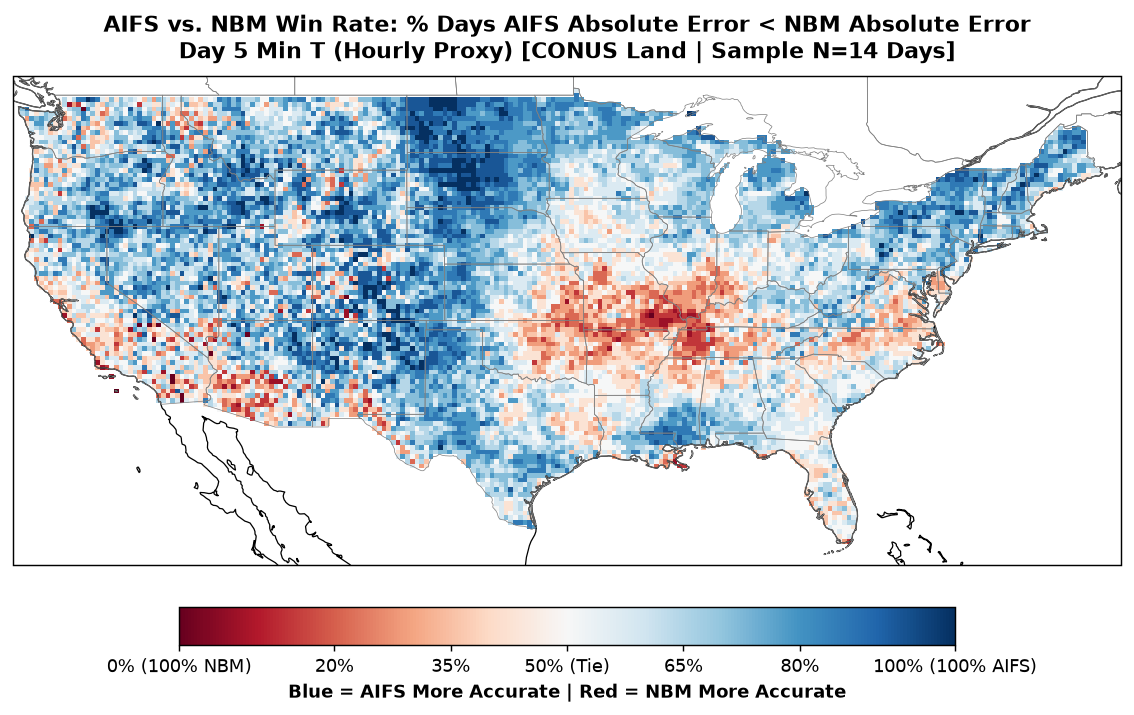 AIFS vs. NBM Win Rate: % Days AIFS Absolute Error < NBM Absolute Error
Day 5 Min T (Hourly Proxy) [CONUS Land | Sample N=14 Days]
0% (100% NBM) 20% 35% 50% (Tie) 65% 80% 100% (100% AIFS)
Blue = AIFS More Accurate | Red = NBM More Accurate